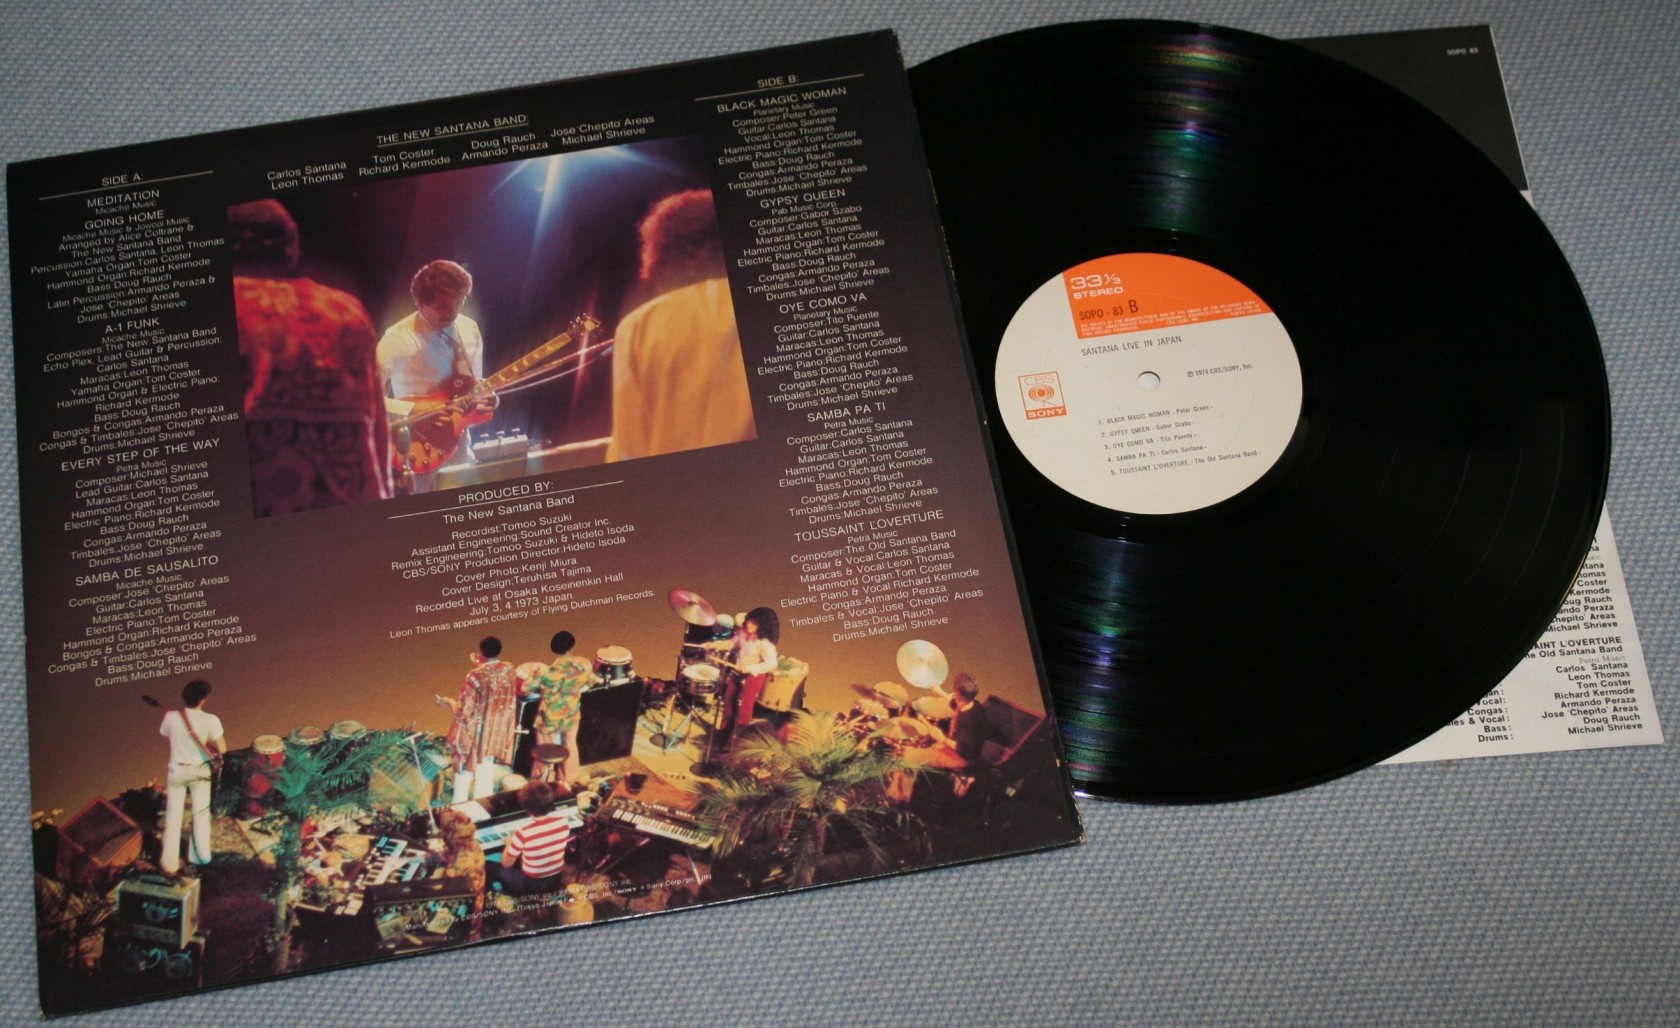 THE NEW SANTANA BAND:
Carlos Santana
Leon Thomas
Tom Coster
Richard Kermode
Doug Rauch
Armando Peraza
Jose 'Chepito' Areas
Michael Shrieve
SIDE A:
MEDITATION
Micache Music
GOING HOME
Micache Music & Jowcol Music
Arranged by Alice Coltrane &
The New Santana Band
Percussion:Carlos Santana, Leon Thomas
Yamaha Organ:Tom Coster
Hammond Organ:Richard Kermode
Bass:Doug Rauch
Latin Percussion:Armando Peraza &
Jose 'Chepito' Areas
Drums:Michael Shrieve
A-1 FUNK
Micache Music
Composers:The New Santana Band
Echo Plex, Lead Guitar & Percussion:
Carlos Santana
Maracas:Leon Thomas
Yamaha Organ:Tom Coster
Hammond Organ & Electric Piano:
Richard Kermode
Bass:Doug Rauch
Bongos & Congas:Armando Peraza
Congas & Timbales:Jose 'Chepito' Areas
Drums:Michael Shrieve
EVERY STEP OF THE WAY
Petra Music
Composer:Michael Shrieve
Lead Guitar:Carlos Santana
Maracas:Leon Thomas
Hammond Organ:Tom Coster
Electric Piano:Richard Kermode
Bass:Doug Rauch
Congas:Armando Peraza
Timbales:Jose 'Chepito' Areas
Drums:Michael Shrieve
SAMBA DE SAUSALITO
Micache Music
Composer:Jose 'Chepito' Areas
Guitar:Carlos Santana
Maracas:Leon Thomas
Electric Piano:Tom Coster
Hammond Organ:Richard Kermode
Bongos & Congas:Armando Peraza
Congas & Timbales:Jose 'Chepito' Areas
Bass:Doug Rauch
Drums:Michael Shrieve
PRODUCED BY:
The New Santana Band
Recordist:Tomoo Suzuki
Assistant Engineering:Sound Creator Inc.
Remix Engineering:Tomoo Suzuki & Hideto Isoda
CBS/SONY Production Director:Hideto Isoda
Cover Photo:Kenji Miura
Cover Design:Teruhisa Tajima
Recorded Live at Osaka Koseinenkin Hall
July 3, 4 1973 Japan.
Leon Thomas appears courtesy of Flying Dutchman Records.
SIDE B:
BLACK MAGIC WOMAN
Planetary Music
Composer:Peter Green
Guitar:Carlos Santana
Vocal:Leon Thomas
Hammond Organ:Tom Coster
Electric Piano:Richard Kermode
Bass:Doug Rauch
Congas:Armando Peraza
Timbales:Jose 'Chepito' Areas
Drums:Michael Shrieve
GYPSY QUEEN
Pab Music Corp.
Composer:Gabor Szabo
Guitar:Carlos Santana
Maracas:Leon Thomas
Hammond Organ:Tom Coster
Electric Piano:Richard Kermode
Bass:Doug Rauch
Congas:Armando Peraza
Timbales:Jose 'Chepito' Areas
Drums:Michael Shrieve
OYE COMO VA
Planetary Music
Composer:Tito Puente
Guitar:Carlos Santana
Maracas:Leon Thomas
Hammond Organ:Tom Coster
Electric Piano:Richard Kermode
Bass:Doug Rauch
Congas:Armando Peraza
Timbales:Jose 'Chepito' Areas
Drums:Michael Shrieve
SAMBA PA TI
Petra Music
Composer:Carlos Santana
Guitar:Carlos Santana
Maracas:Leon Thomas
Hammond Organ:Tom Coster
Electric Piano:Richard Kermode
Bass:Doug Rauch
Congas:Armando Peraza
Timbales:Jose 'Chepito' Areas
Drums:Michael Shrieve
TOUSSAINT L'OVERTURE
Petra Music
Composer:The Old Santana Band
Guitar & Vocal:Carlos Santana
Maracas & Vocal:Leon Thomas
Hammond Organ:Tom Coster
Electric Piano & Vocal:Richard Kermode
Congas:Armando Peraza
Timbales & Vocal:Jose 'Chepito' Areas
Bass:Doug Rauch
Drums:Michael Shrieve
33 1/3
STEREO
SOPO - 83 B
SANTANA LIVE IN JAPAN
CBS
SONY
℗ 1974 CBS/SONY, Inc.
1. BLACK MAGIC WOMAN - Peter Green -
2. GYPSY QUEEN - Gabor Szabo -
3. OYE COMO VA - Tito Puente -
4. SAMBA PA TI - Carlos Santana -
5. TOUSSAINT L'OVERTURE - The Old Santana Band -
SOPO 83
Doug Rauch
Michael Shrieve
AINT L'OVERTURE
he Old Santana Band
Petra Music
Carlos Santana
Leon Thomas
Tom Coster
Richard Kermode
Vocal: Armando Peraza
Congas: Jose 'Chepito' Areas
les & Vocal: Doug Rauch
Bass: Michael Shrieve
Drums: